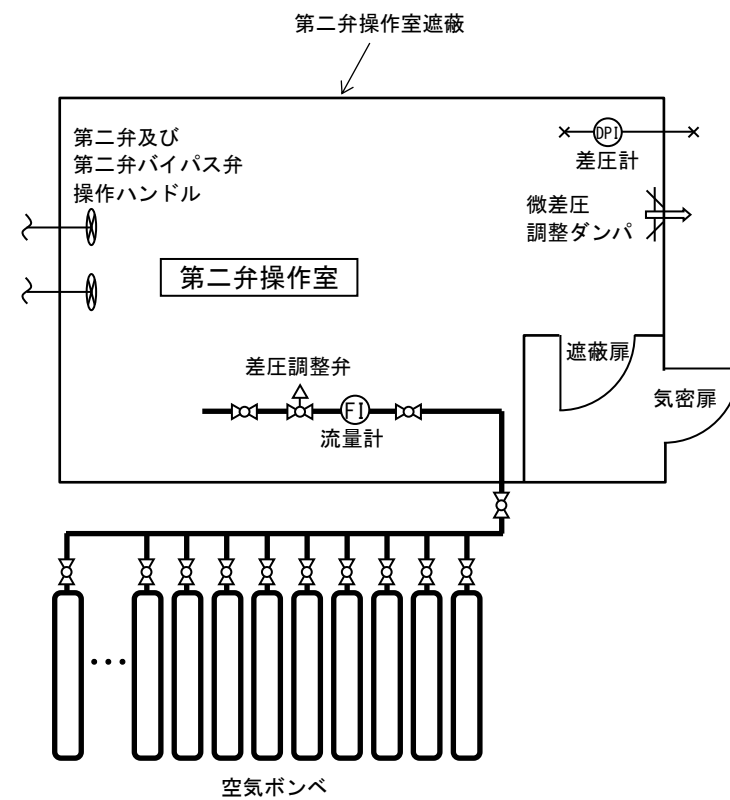 第二弁操作室遮蔽
第二弁及び
第二弁バイパス弁
操作ハンドル
DPI
差圧計
微差圧
調整ダンパ
第二弁操作室
遮蔽扉
気密扉
差圧調整弁
FI
流量計
空気ボンベ